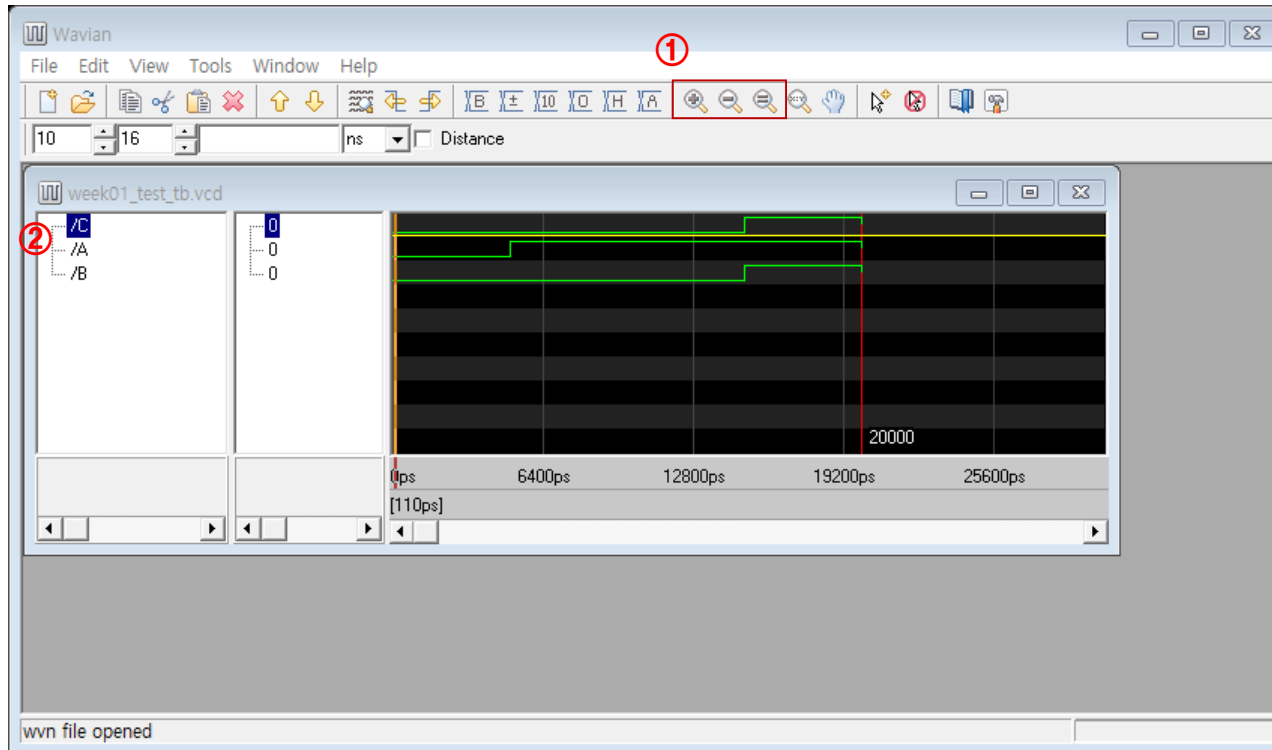 Wavian
①
File Edit View Tools Window Help
B ± 10 O H A
10 16 ns Distance
week01_test_tb.vcd
②
/C 0
/A 0
/B 0
20000
0ps 6400ps 12800ps 19200ps 25600ps
[110ps]
wvn file opened